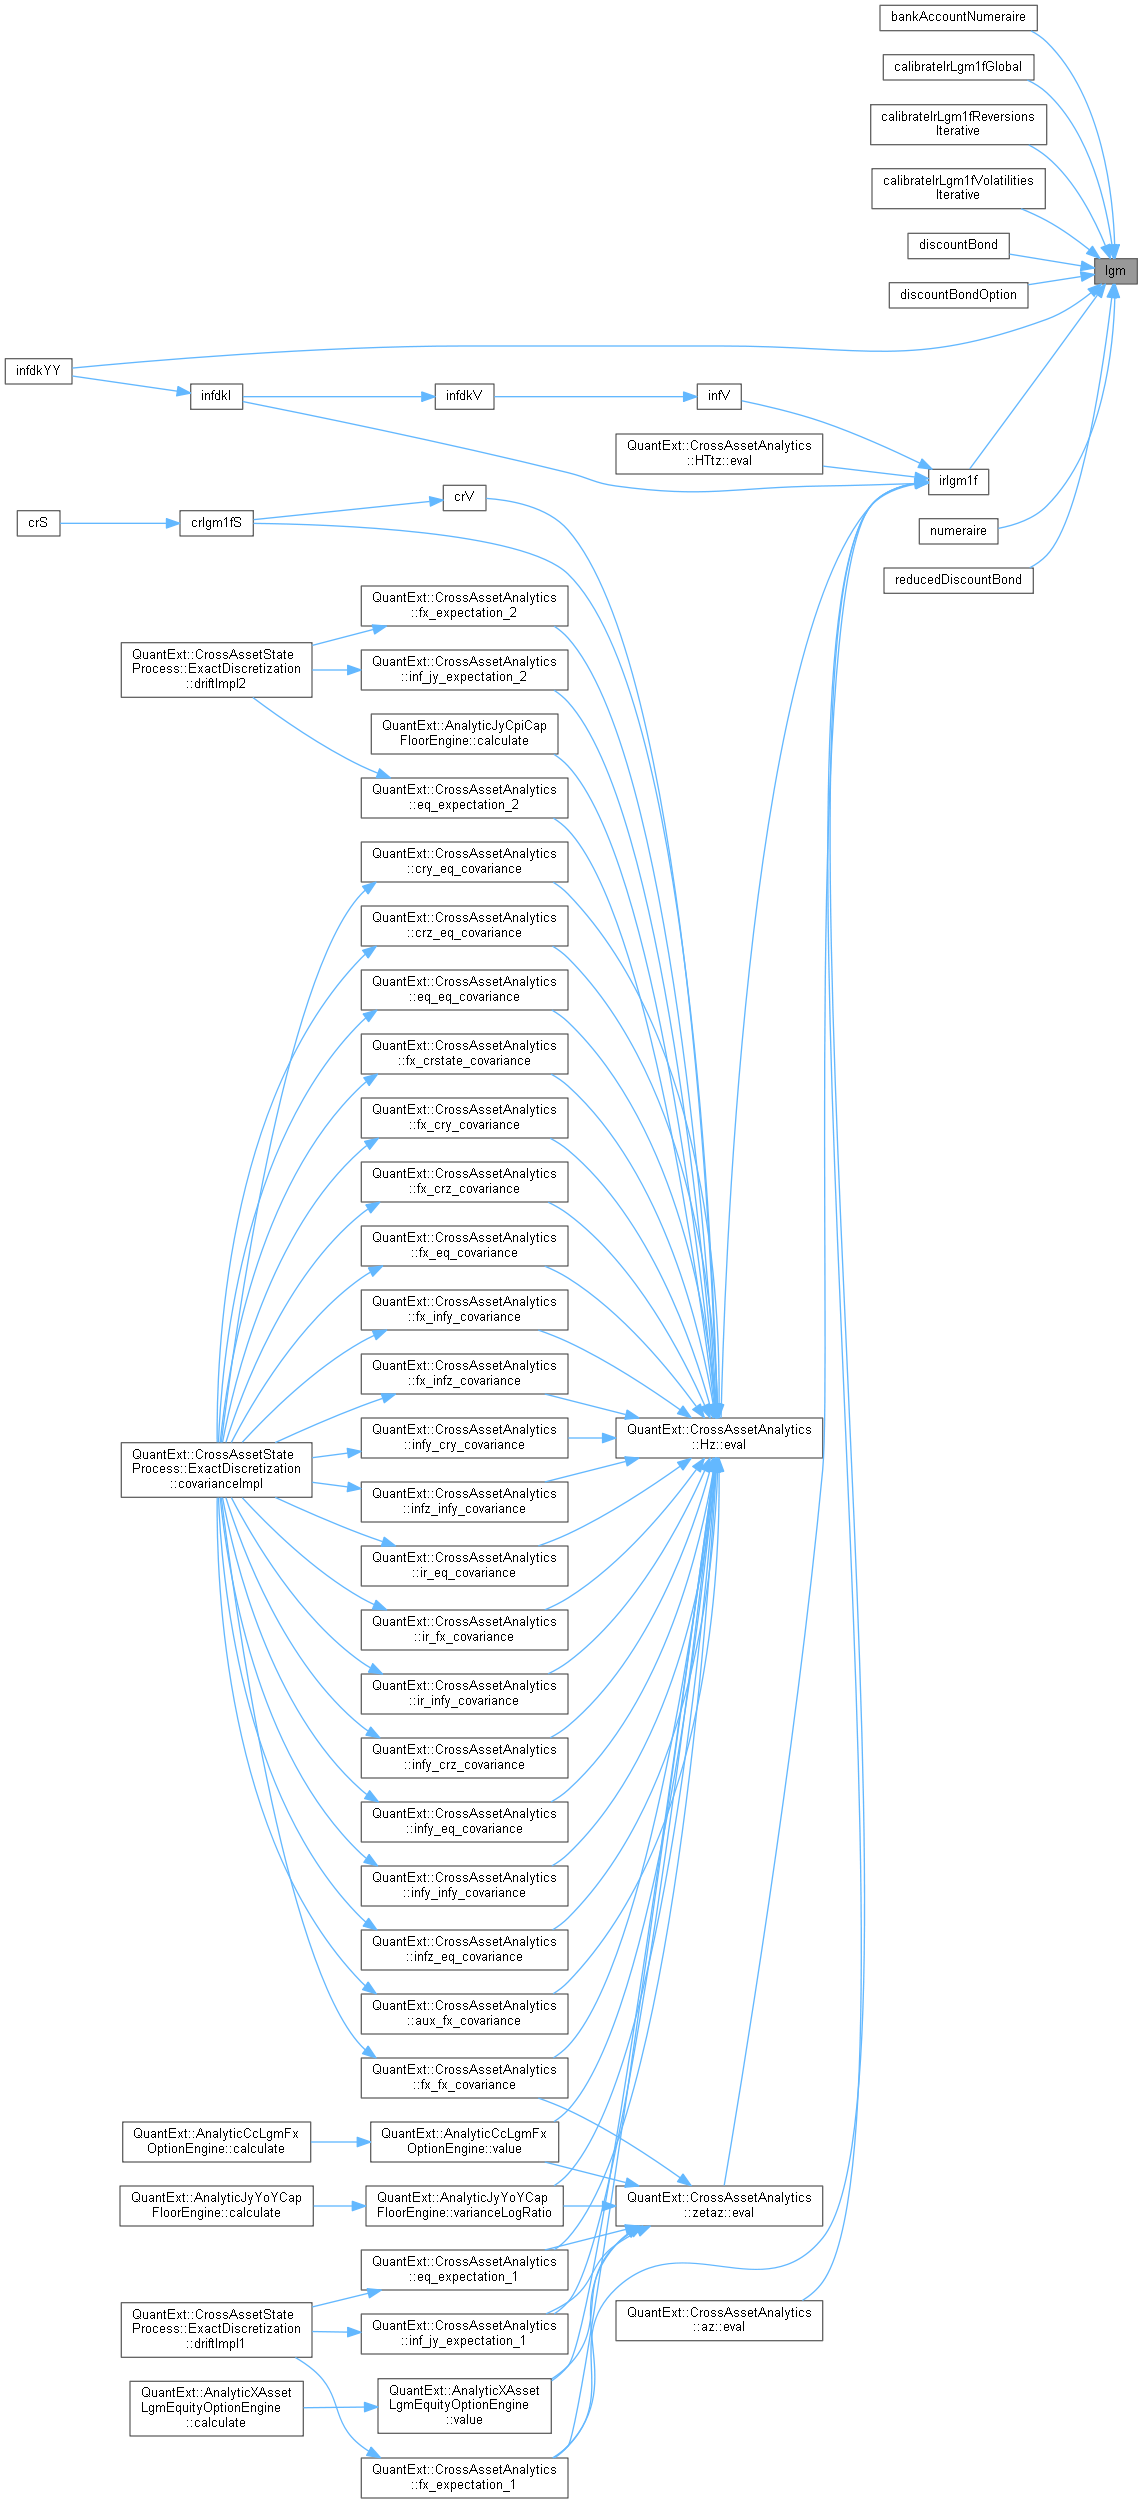 bankAccountNumeraire
calibrateIrLgm1fGlobal
calibrateIrLgm1fReversions
Iterative
calibrateIrLgm1fVolatilities
Iterative
discountBond
lgm
discountBondOption
infdkYY
infdkI
infdkV
infV
QuantExt::CrossAssetAnalytics
::HTtz::eval
irlgm1f
crV
crS
crlgm1fS
numeraire
reducedDiscountBond
QuantExt::CrossAssetAnalytics
::fx_expectation_2
QuantExt::CrossAssetState
Process::ExactDiscretization
::driftImpl2
QuantExt::CrossAssetAnalytics
::inf_jy_expectation_2
QuantExt::AnalyticJyCpiCap
FloorEngine::calculate
QuantExt::CrossAssetAnalytics
::eq_expectation_2
QuantExt::CrossAssetAnalytics
::cry_eq_covariance
QuantExt::CrossAssetAnalytics
::crz_eq_covariance
QuantExt::CrossAssetAnalytics
::eq_eq_covariance
QuantExt::CrossAssetAnalytics
::fx_crstate_covariance
QuantExt::CrossAssetAnalytics
::fx_cry_covariance
QuantExt::CrossAssetAnalytics
::fx_crz_covariance
QuantExt::CrossAssetAnalytics
::fx_eq_covariance
QuantExt::CrossAssetAnalytics
::fx_infy_covariance
QuantExt::CrossAssetAnalytics
::fx_infz_covariance
QuantExt::CrossAssetAnalytics
::infy_cry_covariance
QuantExt::CrossAssetAnalytics
::Hz::eval
QuantExt::CrossAssetState
Process::ExactDiscretization
::covarianceImpl
QuantExt::CrossAssetAnalytics
::infz_infy_covariance
QuantExt::CrossAssetAnalytics
::ir_eq_covariance
QuantExt::CrossAssetAnalytics
::ir_fx_covariance
QuantExt::CrossAssetAnalytics
::ir_infy_covariance
QuantExt::CrossAssetAnalytics
::infy_crz_covariance
QuantExt::CrossAssetAnalytics
::infy_eq_covariance
QuantExt::CrossAssetAnalytics
::infy_infy_covariance
QuantExt::CrossAssetAnalytics
::infz_eq_covariance
QuantExt::CrossAssetAnalytics
::aux_fx_covariance
QuantExt::CrossAssetAnalytics
::fx_fx_covariance
QuantExt::AnalyticCcLgmFx
OptionEngine::calculate
QuantExt::AnalyticCcLgmFx
OptionEngine::value
QuantExt::AnalyticJyYoYCap
FloorEngine::calculate
QuantExt::AnalyticJyYoYCap
FloorEngine::varianceLogRatio
QuantExt::CrossAssetAnalytics
::zetaz::eval
QuantExt::CrossAssetAnalytics
::eq_expectation_1
QuantExt::CrossAssetState
Process::ExactDiscretization
::driftImpl1
QuantExt::CrossAssetAnalytics
::inf_jy_expectation_1
QuantExt::CrossAssetAnalytics
::az::eval
QuantExt::AnalyticXAsset
LgmEquityOptionEngine
::calculate
QuantExt::AnalyticXAsset
LgmEquityOptionEngine
::value
QuantExt::CrossAssetAnalytics
::fx_expectation_1